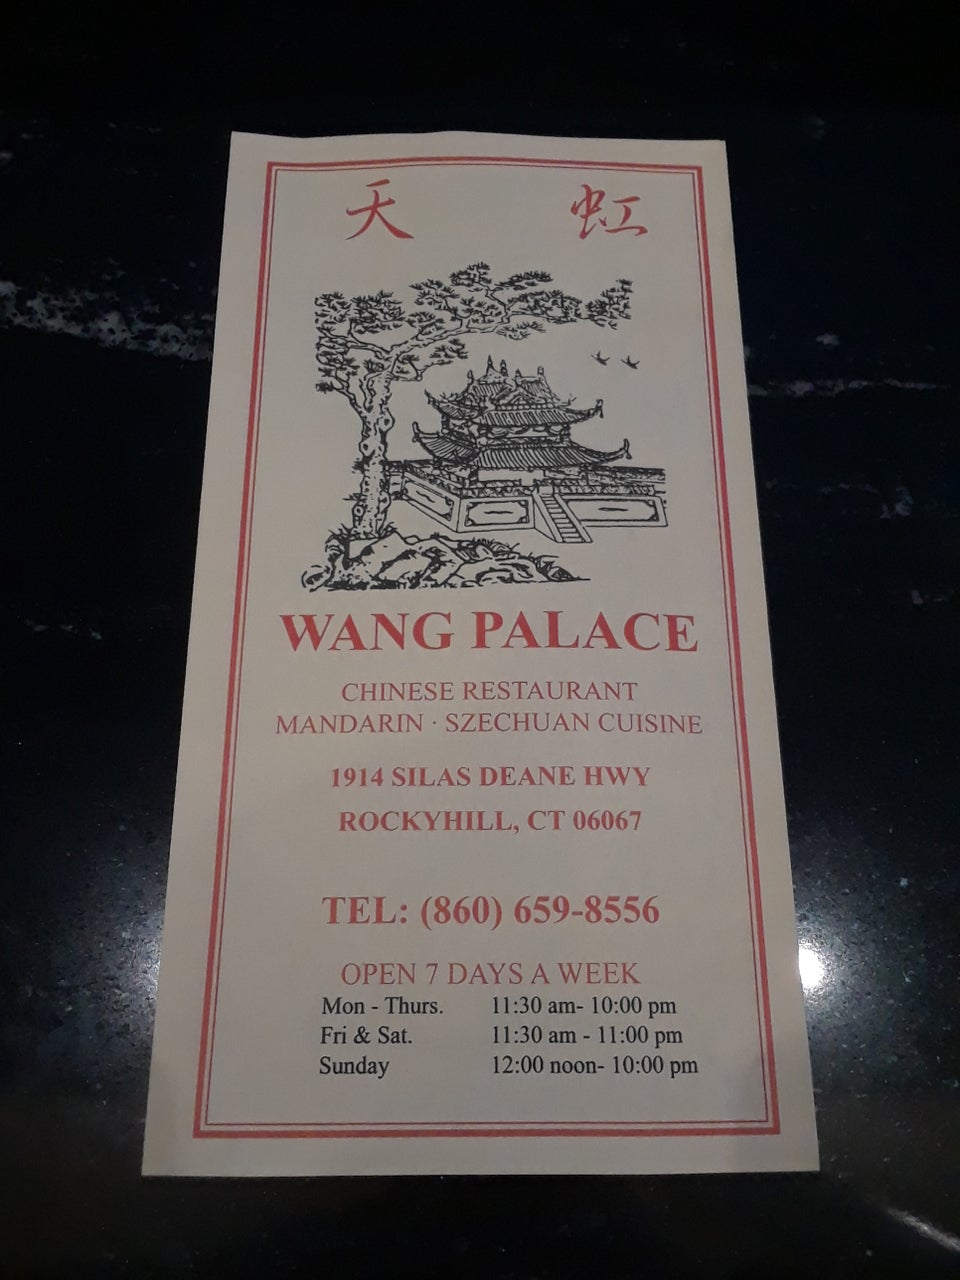 天 虹
WANG PALACE
CHINESE RESTAURANT
MANDARIN · SZECHUAN CUISINE
1914 SILAS DEANE HWY
ROCKYHILL, CT 06067
TEL: (860) 659-8556
OPEN 7 DAYS A WEEK
Mon - Thurs. 11:30 am- 10:00 pm
Fri & Sat. 11:30 am - 11:00 pm
Sunday 12:00 noon- 10:00 pm